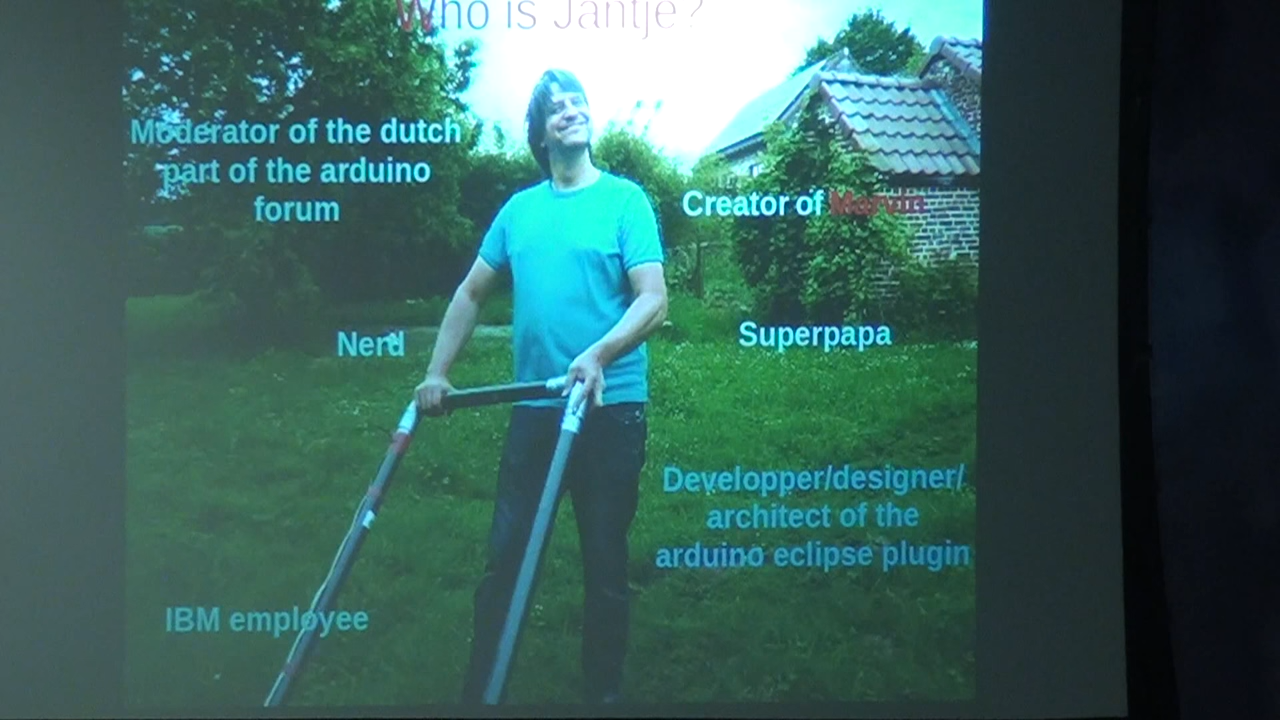 Who is Jantje?
Moderator of the dutch
part of the arduino
forum
Creator of Marvin
Nerd
Superpapa
Developper/designer/
architect of the
arduino eclipse plugin
IBM employee